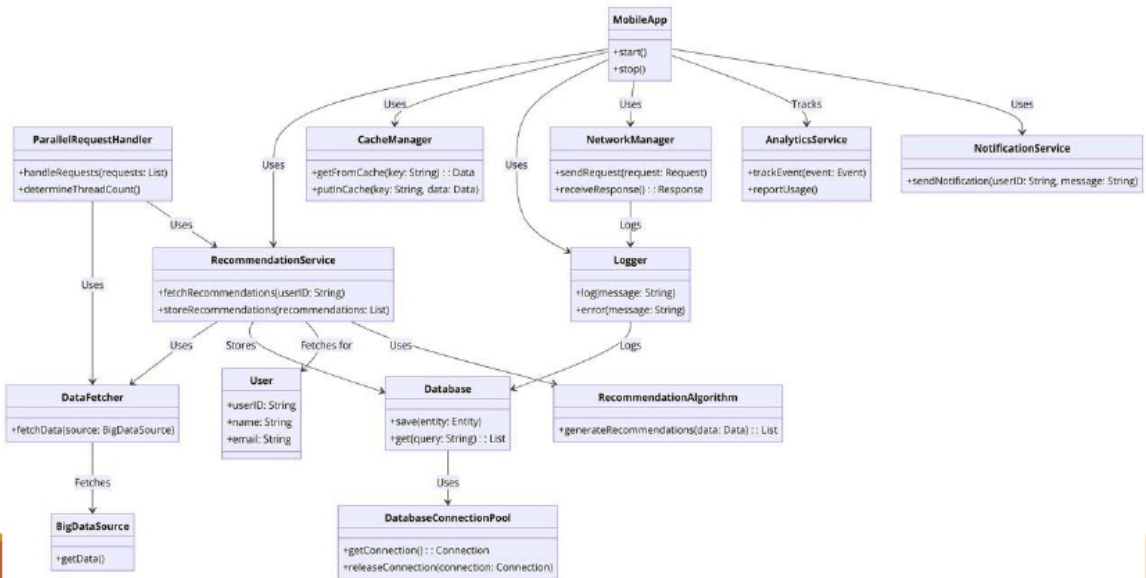 MobileApp
+start()
+stop()
Uses
Uses
Uses
Uses
Tracks
Uses
ParallelRequestHandler
+handleRequests(requests: List)
+determineThreadCount()
CacheManager
+getFromCache(key: String) : : Data
+putInCache(key: String, data: Data)
NetworkManager
+sendRequest(request: Request)
+receiveResponse() : : Response
AnalyticsService
+trackEvent(event: Event)
+reportUsage()
NotificationService
+sendNotification(userID: String, message: String)
Uses
Logs
RecommendationService
+fetchRecommendations(userID: String)
+storeRecommendations(recommendations: List)
Logger
+log(message: String)
+error(message: String)
Uses
Uses
Stores
Fetches for
Uses
Logs
DataFetcher
+fetchData(source: BigDataSource)
User
+userID: String
+name: String
+email: String
Database
+save(entity: Entity)
+get(query: String) : : List
RecommendationAlgorithm
+generateRecommendations(data: Data) : : List
Fetches
Uses
BigDataSource
+getData()
DatabaseConnectionPool
+getConnection() : : Connection
+releaseConnection(connection: Connection)